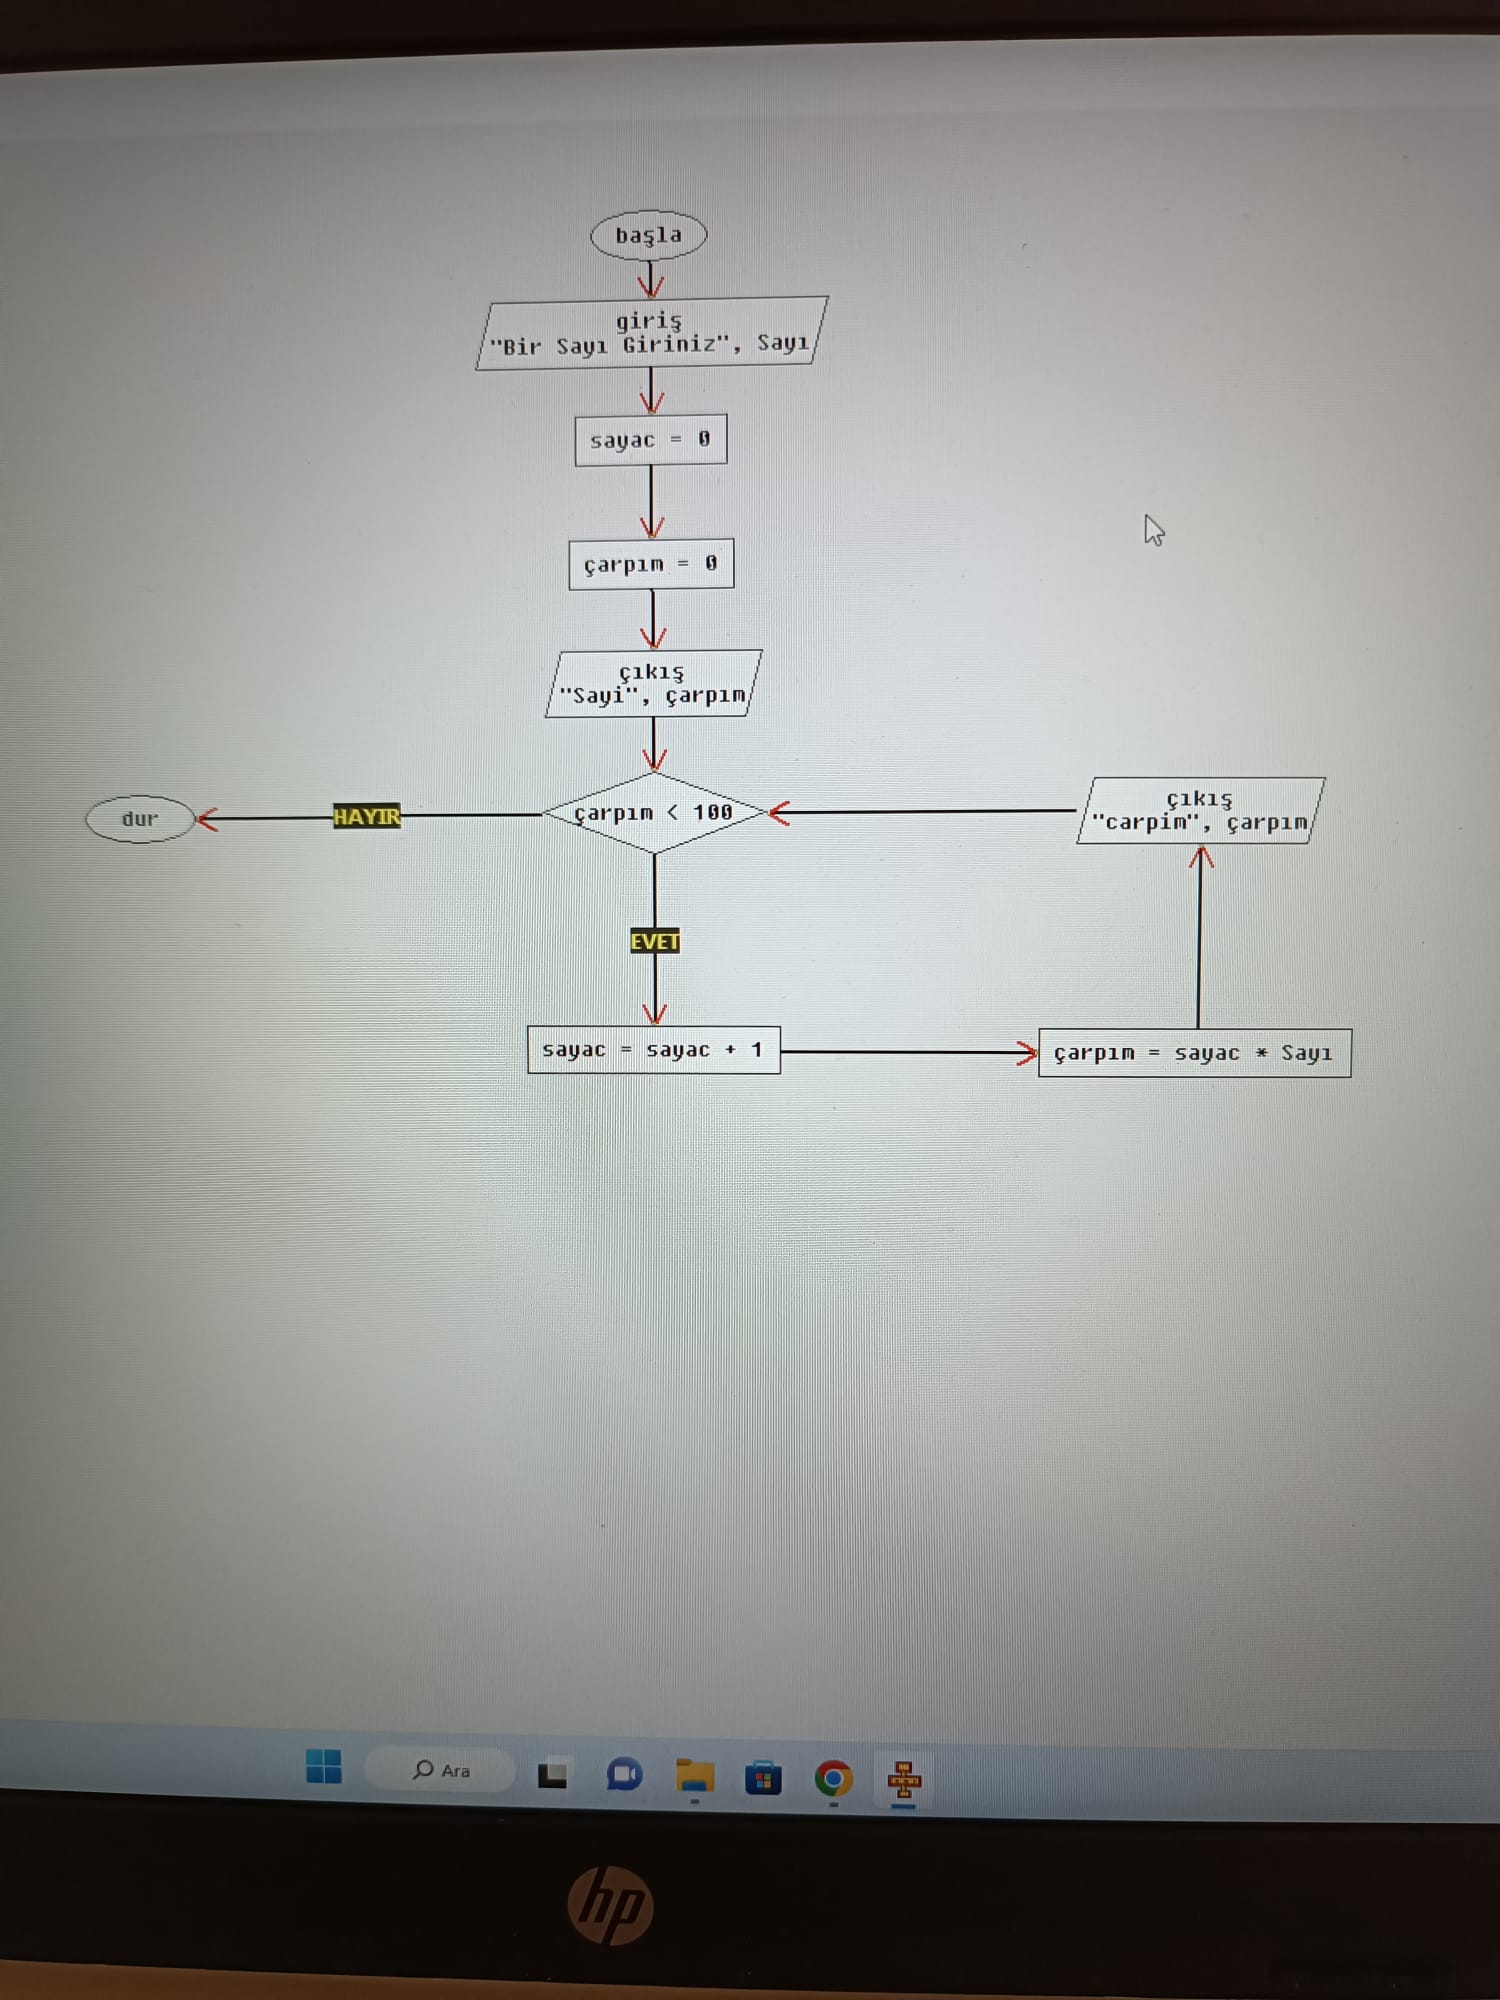 başla
giriş
"Bir Sayı Giriniz", Sayı
sayac = 0
çarpım = 0
çıkış
"Sayi", çarpım
çarpım < 100
HAYIR
dur
çıkış
"carpim", çarpım
EVET
sayac = sayac + 1
çarpım = sayac * Sayı
Ara
hp